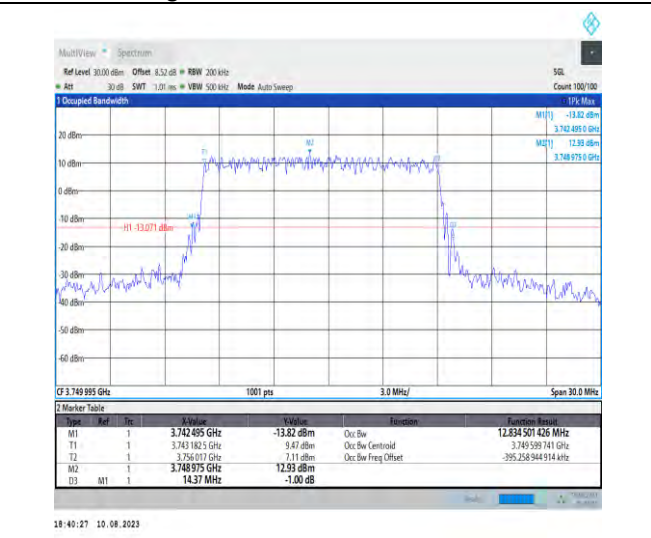 MultiView Spectrum
Ref Level 30.00 dBm Offset 8.52 dB RBW 200 kHz SGL
Att 30 dB SWT 1.01 ms VBW 500 kHz Mode Auto Sweep Count 100/100
1 Occupied Bandwidth 1Pk Max
M1[1] -13.82 dBm
3.742 495 0 GHz
M2[1] 12.93 dBm
3.748 975 0 GHz
M2
T1
20 dBm
10 dBm
0 dBm
-10 dBm
H1 -13.071 dBm
-20 dBm
-30 dBm
-40 dBm
-50 dBm
-60 dBm
CF 3.749 995 GHz 1001 pts 3.0 MHz/ Span 30.0 MHz
2 Marker Table
Type Ref Trc X-Value Y-Value Function Function Result
M1 1 3.742 495 GHz -13.82 dBm Occ Bw 12.834 501 426 MHz
T1 1 3.743 182 5 GHz 9.47 dBm Occ Bw Centroid 3.749 599 741 GHz
T2 1 3.756 017 GHz 7.11 dBm Occ Bw Freq Offset -395.258 944 914 kHz
M2 1 3.748 975 GHz 12.93 dBm
D3 M1 1 14.37 MHz -1.00 dB
18:40:27 10.08.2023